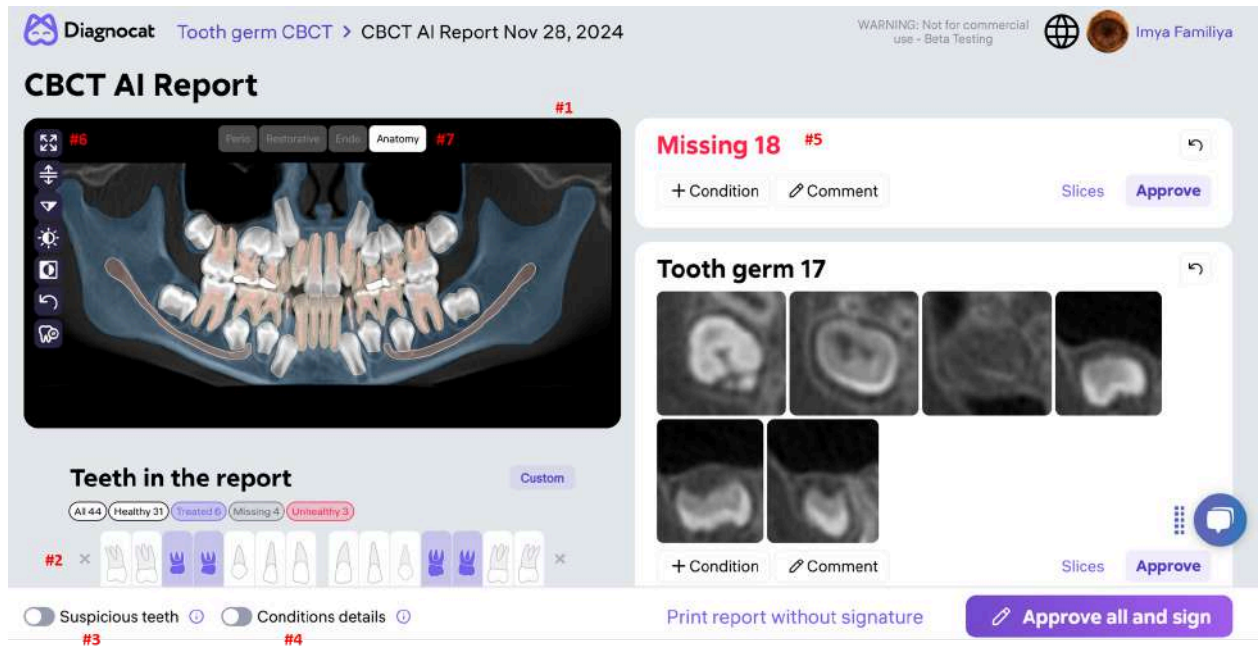 Diagnocat Tooth germ CBCT > CBCT AI Report Nov 28, 2024
WARNING: Not for commercial
use - Beta Testing
Imya Familiya
CBCT AI Report
#1
#6
Perio Restorative Endo Anatomy #7
Missing 18 #5
+ Condition Comment Slices Approve
Tooth germ 17
Teeth in the report Custom
All 44 Healthy 31 Treated 6 Missing 4 Unhealthy 3
#2 × ×
+ Condition Comment Slices Approve
Suspicious teeth Conditions details
Print report without signature Approve all and sign
#3 #4